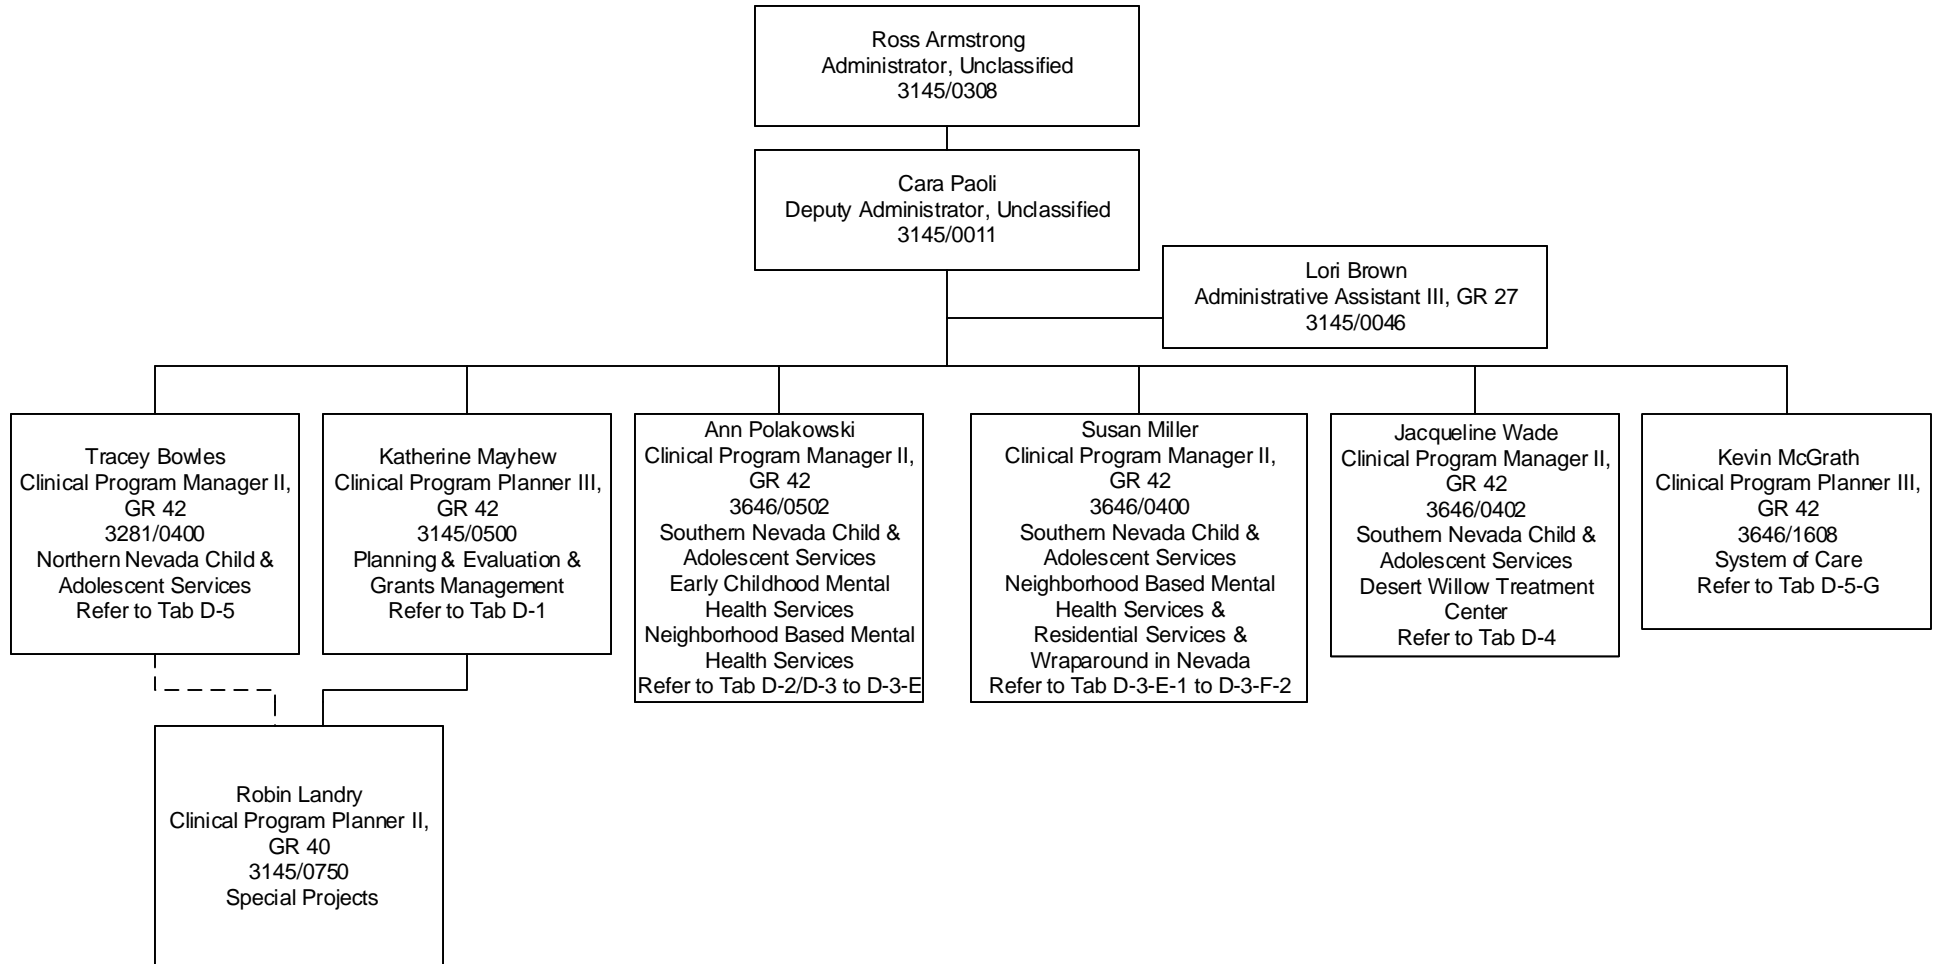 Ross Armstrong
Administrator, Unclassified
3145/0308
Cara Paoli
Deputy Administrator, Unclassified
3145/0011
Lori Brown
Administrative Assistant III, GR 27
3145/0046
Tracey Bowles
Clinical Program Manager II,
GR 42
3281/0400
Northern Nevada Child &
Adolescent Services
Refer to Tab D-5
Katherine Mayhew
Clinical Program Planner III,
GR 42
3145/0500
Planning & Evaluation &
Grants Management
Refer to Tab D-1
Ann Polakowski
Clinical Program Manager II,
GR 42
3646/0502
Southern Nevada Child &
Adolescent Services
Early Childhood Mental
Health Services
Neighborhood Based Mental
Health Services
Refer to Tab D-2/D-3 to D-3-E
Susan Miller
Clinical Program Manager II,
GR 42
3646/0400
Southern Nevada Child &
Adolescent Services
Neighborhood Based Mental
Health Services &
Residential Services &
Wraparound in Nevada
Refer to Tab D-3-E-1 to D-3-F-2
Jacqueline Wade
Clinical Program Manager II,
GR 42
3646/0402
Southern Nevada Child &
Adolescent Services
Desert Willow Treatment
Center
Refer to Tab D-4
Kevin McGrath
Clinical Program Planner III,
GR 42
3646/1608
System of Care
Refer to Tab D-5-G
Robin Landry
Clinical Program Planner II,
GR 40
3145/0750
Special Projects